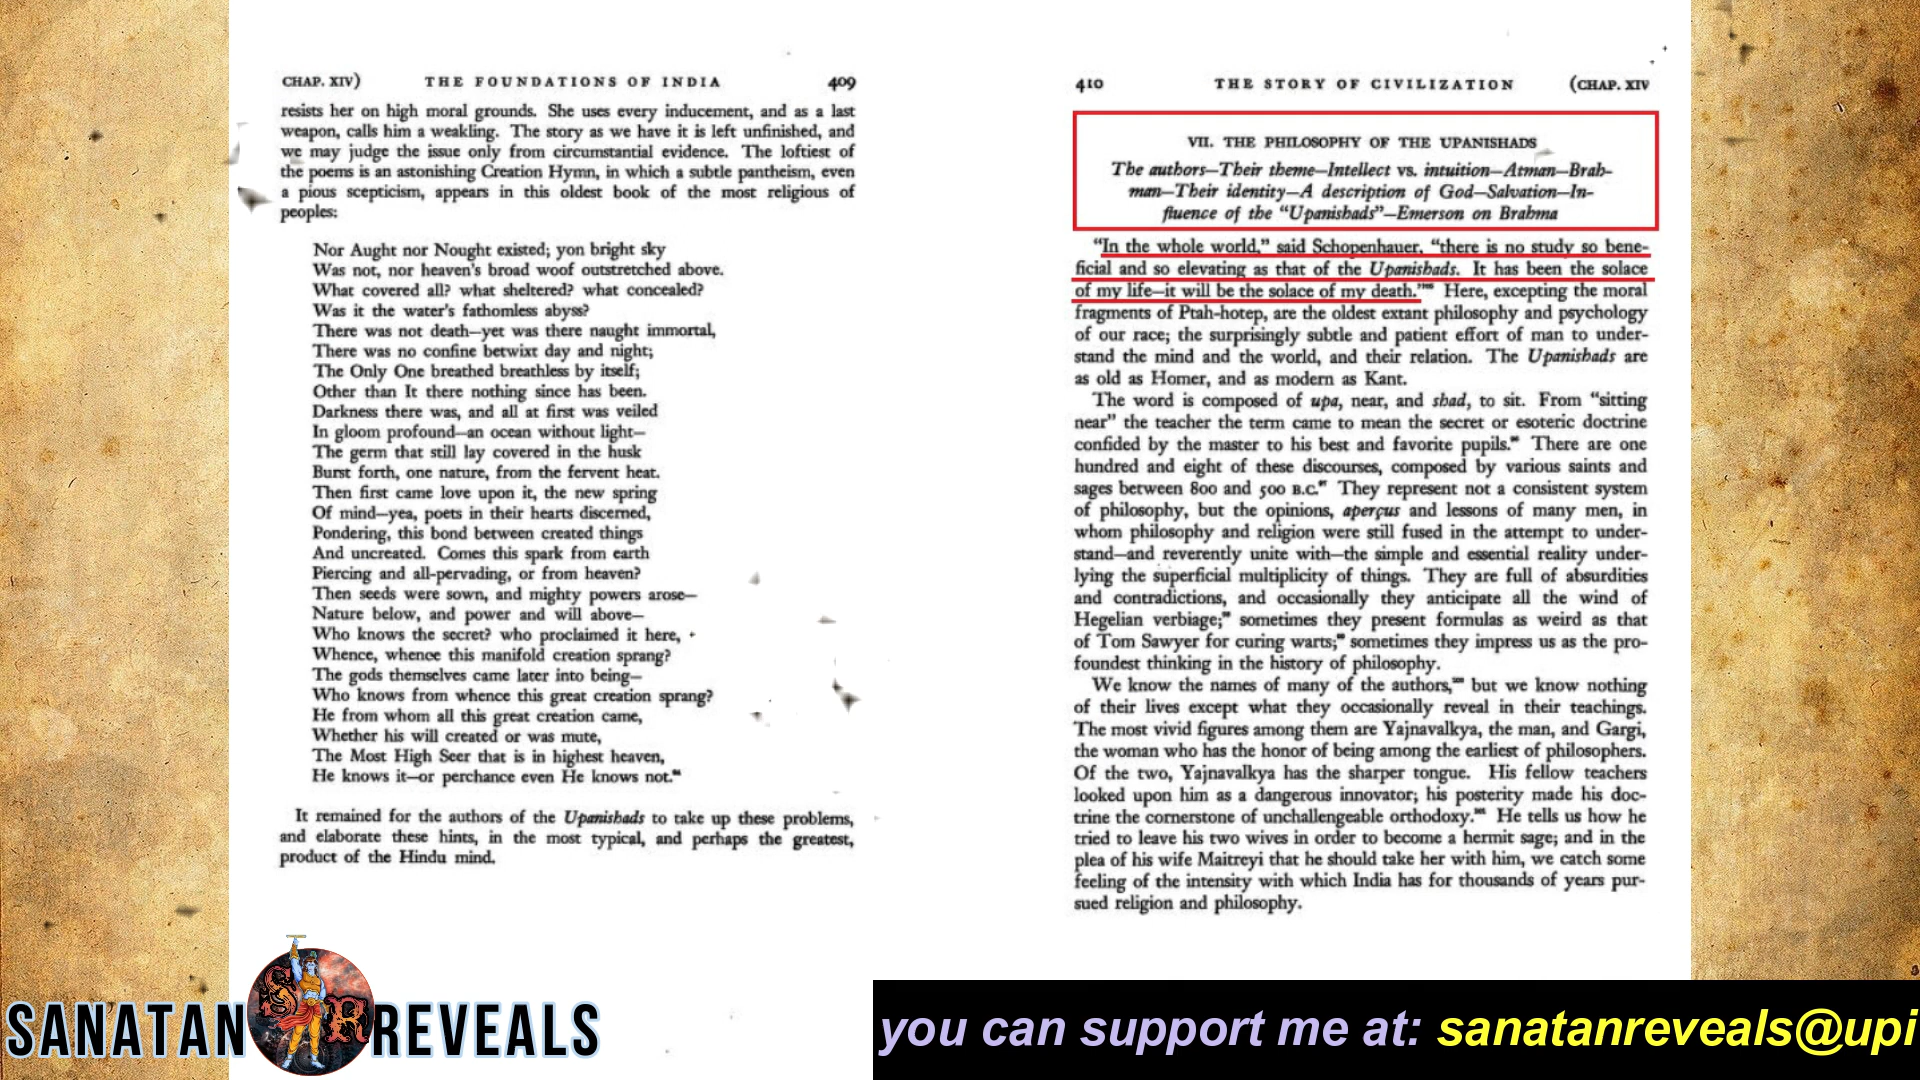 CHAP. XIV) THE FOUNDATIONS OF INDIA 409
resists her on high moral grounds. She uses every inducement, and as a last
weapon, calls him a weakling. The story as we have it is left unfinished, and
we may judge the issue only from circumstantial evidence. The loftiest of
the poems is an astonishing Creation Hymn, in which a subtle pantheism, even
a pious scepticism, appears in this oldest book of the most religious of
peoples:
Nor Aught nor Nought existed; yon bright sky
Was not, nor heaven's broad woof outstretched above.
What covered all? what sheltered? what concealed?
Was it the water's fathomless abyss?
There was not death—yet was there naught immortal,
There was no confine betwixt day and night;
The Only One breathed breathless by itself;
Other than It there nothing since has been.
Darkness there was, and all at first was veiled
In gloom profound—an ocean without light—
The germ that still lay covered in the husk
Burst forth, one nature, from the fervent heat.
Then first came love upon it, the new spring
Of mind—yea, poets in their hearts discerned,
Pondering, this bond between created things
And uncreated. Comes this spark from earth
Piercing and all-pervading, or from heaven?
Then seeds were sown, and mighty powers arose—
Nature below, and power and will above—
Who knows the secret? who proclaimed it here,
Whence, whence this manifold creation sprang?
The gods themselves came later into being—
Who knows from whence this great creation sprang?
He from whom all this great creation came,
Whether his will created or was mute,
The Most High Seer that is in highest heaven,
He knows it—or perchance even He knows not.
It remained for the authors of the Upanishads to take up these problems,
and elaborate these hints, in the most typical, and perhaps the greatest,
product of the Hindu mind.
410 THE STORY OF CIVILIZATION (CHAP. XIV
VII. THE PHILOSOPHY OF THE UPANISHADS
The authors—Their theme—Intellect vs. intuition—Atman—Brah-
man—Their identity—A description of God—Salvation—In-
fluence of the "Upanishads"—Emerson on Brahma
"In the whole world," said Schopenhauer, "there is no study so bene-
ficial and so elevating as that of the Upanishads. It has been the solace
of my life—it will be the solace of my death." Here, excepting the moral
fragments of Ptah-hotep, are the oldest extant philosophy and psychology
of our race; the surprisingly subtle and patient effort of man to under-
stand the mind and the world, and their relation. The Upanishads are
as old as Homer, and as modern as Kant.
The word is composed of upa, near, and shad, to sit. From "sitting
near" the teacher the term came to mean the secret or esoteric doctrine
confided by the master to his best and favorite pupils. There are one
hundred and eight of these discourses, composed by various saints and
sages between 800 and 500 B.C. They represent not a consistent system
of philosophy, but the opinions, aperçus and lessons of many men, in
whom philosophy and religion were still fused in the attempt to under-
stand—and reverently unite with—the simple and essential reality under-
lying the superficial multiplicity of things. They are full of absurdities
and contradictions, and occasionally they anticipate all the wind of
Hegelian verbiage; sometimes they present formulas as weird as that
of Tom Sawyer for curing warts; sometimes they impress us as the pro-
foundest thinking in the history of philosophy.
We know the names of many of the authors, but we know nothing
of their lives except what they occasionally reveal in their teachings.
The most vivid figures among them are Yajnavalkya, the man, and Gargi,
the woman who has the honor of being among the earliest of philosophers.
Of the two, Yajnavalkya has the sharper tongue. His fellow teachers
looked upon him as a dangerous innovator; his posterity made his doc-
trine the cornerstone of unchallengeable orthodoxy. He tells us how he
tried to leave his two wives in order to become a hermit sage; and in the
plea of his wife Maitreyi that he should take her with him, we catch some
feeling of the intensity with which India has for thousands of years pur-
sued religion and philosophy.
SANATAN SR REVEALS
you can support me at: sanatanreveals@upi